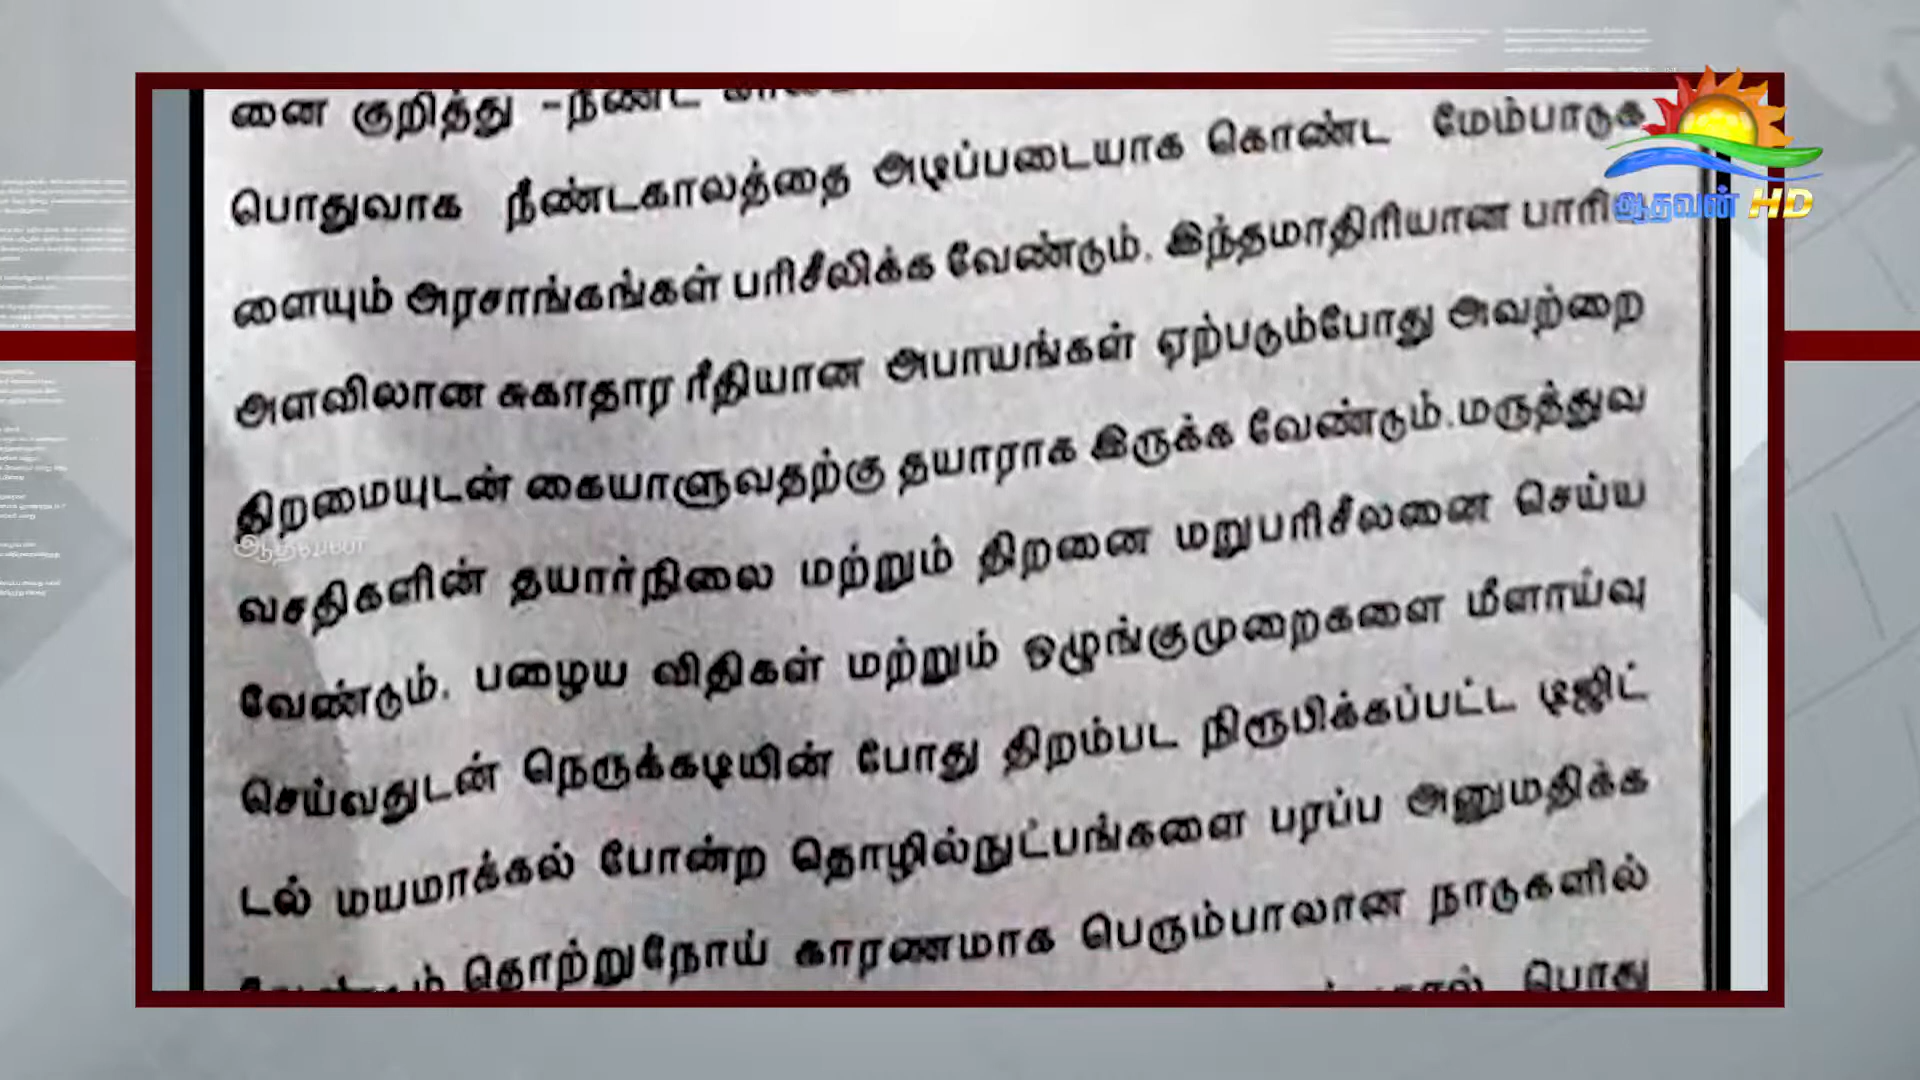 னை குறித்து -நீண்ட
பொதுவாக நீண்டகாலத்தை அடிப்படையாக கொண்ட மேம்பாடுக
ளையும் அரசாங்கங்கள் பரிசீலிக்க வேண்டும். இந்தமாதிரியான பாரிய
அளவிலான சுகாதார ரீதியான அபாயங்கள் ஏற்படும்போது அவற்றை
திறமையுடன் கையாளுவதற்கு தயாராக இருக்க வேண்டும்.மருத்துவ
வசதிகளின் தயார்நிலை மற்றும் திறனை மறுபரிசீலனை செய்ய
வேண்டும். பழைய விதிகள் மற்றும் ஒழுங்குமுறைகளை மீளாய்வு
செய்வதுடன் நெருக்கடியின் போது திறம்பட நிரூபிக்கப்பட்ட டிஜிட்
டல் மயமாக்கல் போன்ற தொழில்நுட்பங்களை பரப்ப அனுமதிக்க
தொற்றுநோய் காரணமாக பெரும்பாலான நாடுகளில்
பொது
ஆதவன் HD
ஆதவன்